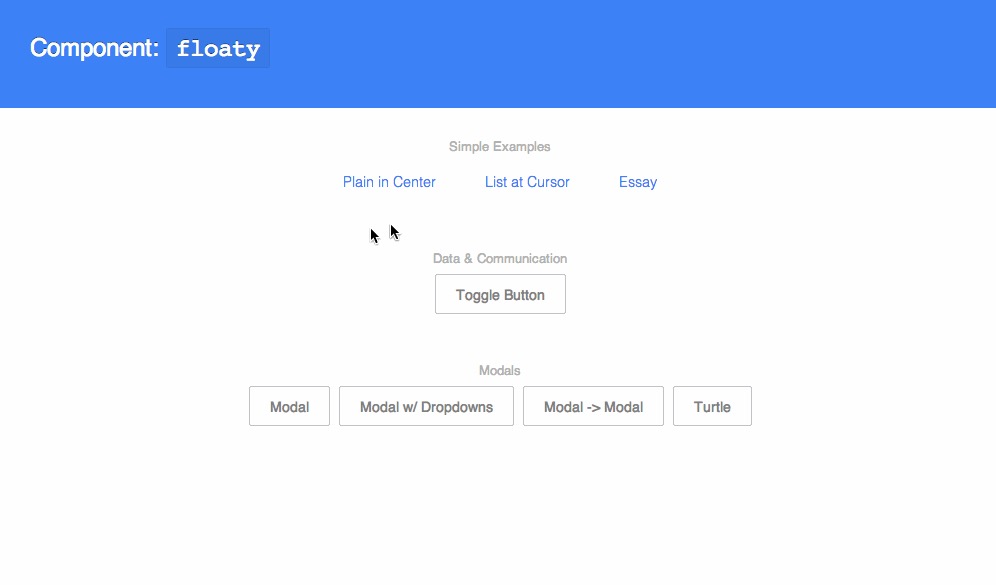 Component: floaty
Simple Examples
Plain in Center List at Cursor Essay
Data & Communication
Toggle Button
Modals
Modal Modal w/ Dropdowns Modal -> Modal Turtle